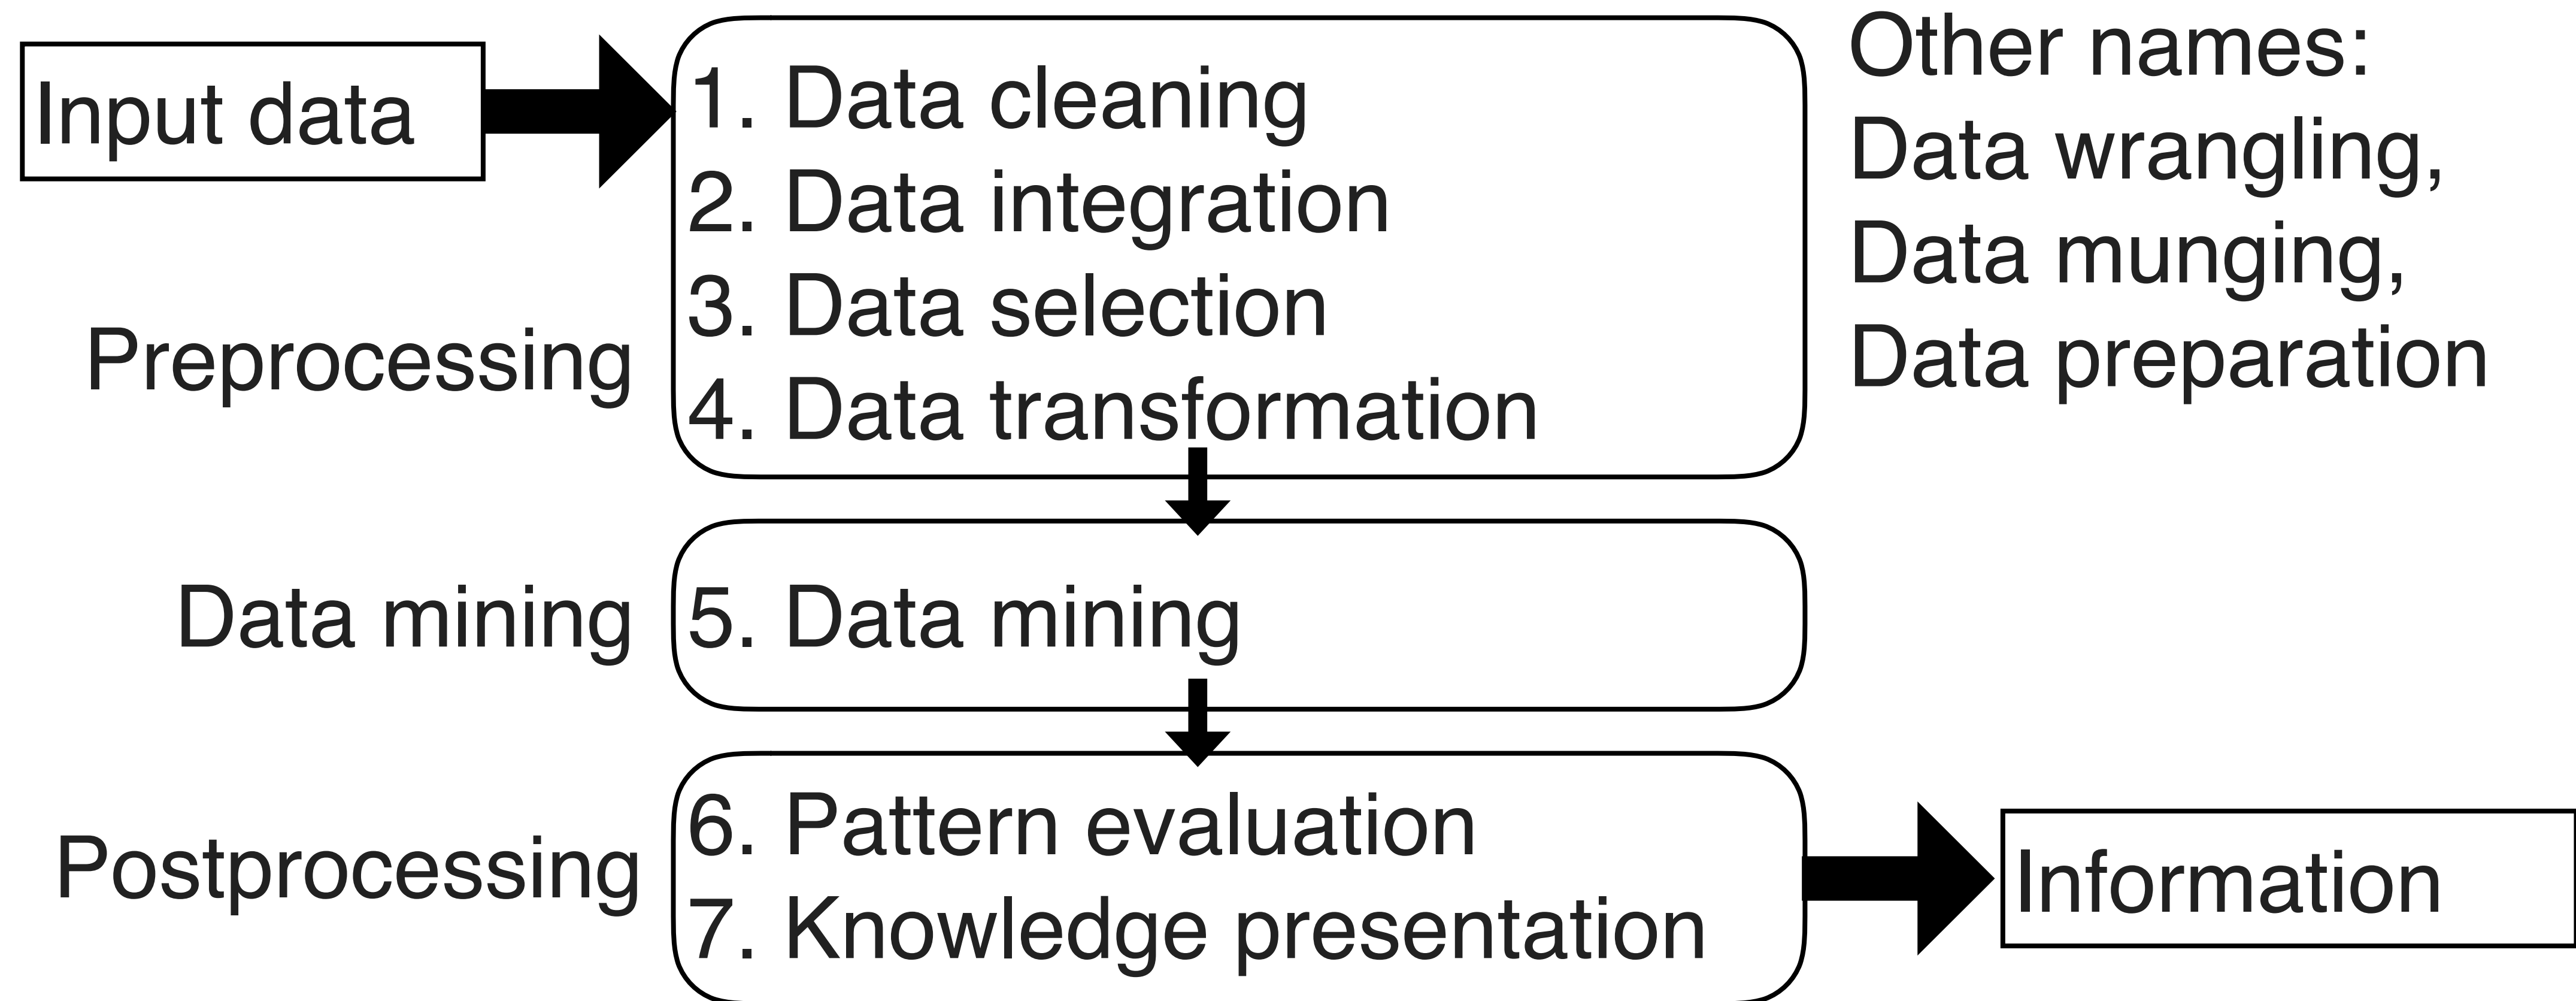 Input data
1. Data cleaning
2. Data integration
3. Data selection
4. Data transformation
Preprocessing
Other names:
Data wrangling,
Data munging,
Data preparation
Data mining
5. Data mining
Postprocessing
6. Pattern evaluation
7. Knowledge presentation
Information